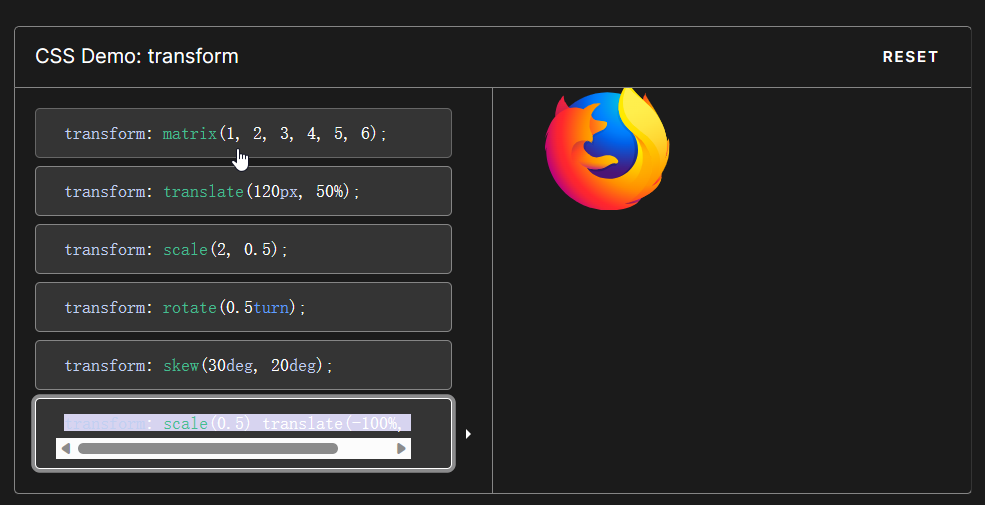 CSS Demo: transform
RESET
transform: matrix(1, 2, 3, 4, 5, 6);
transform: translate(120px, 50%);
transform: scale(2, 0.5);
transform: rotate(0.5turn);
transform: skew(30deg, 20deg);
transform: scale(0.5) translate(-100%,